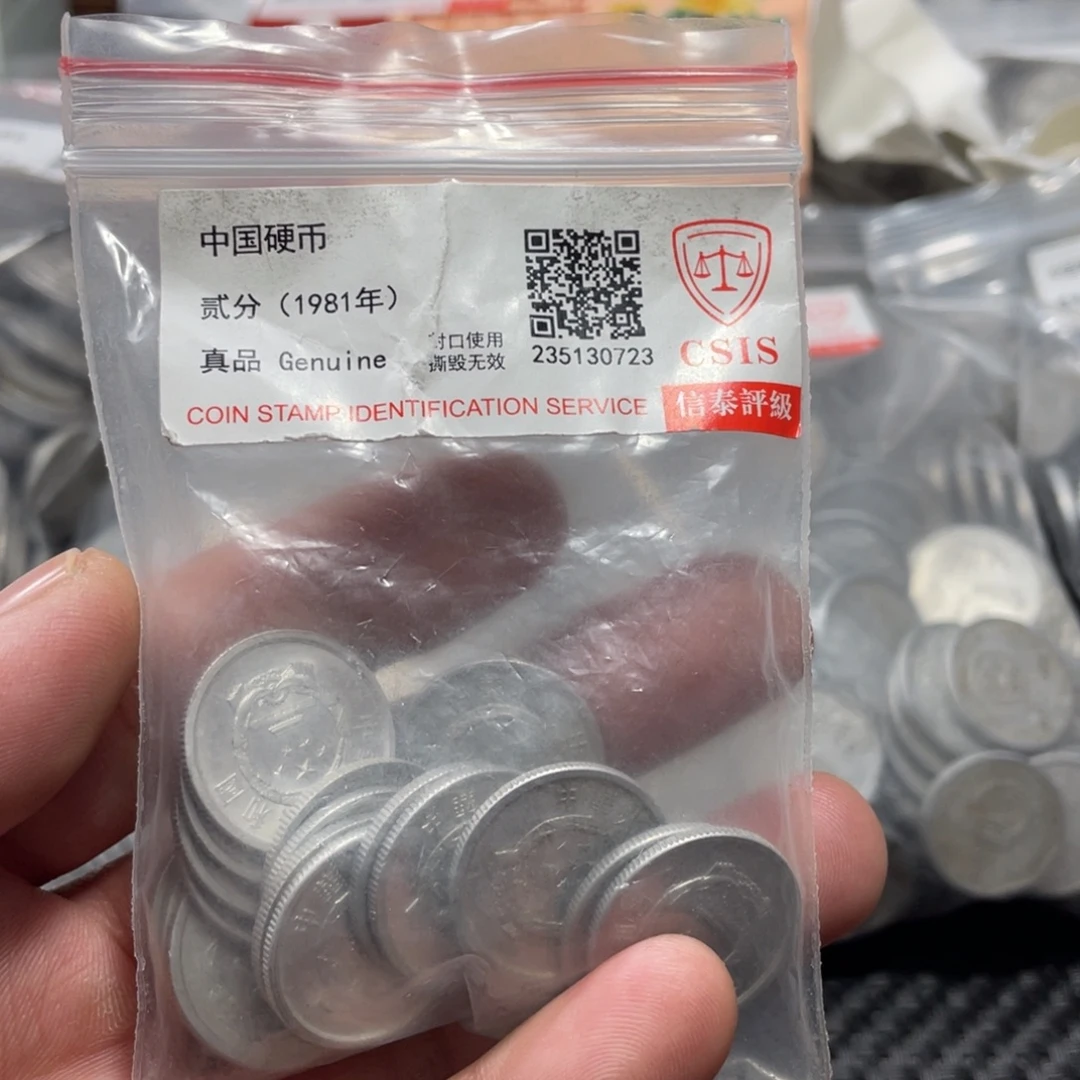 中国硬币
贰分（1981年）
真品 Genuine
封口使用
撕毁无效
235130723
CSIS
信泰評級
COIN STAMP IDENTIFICATION SERVICE